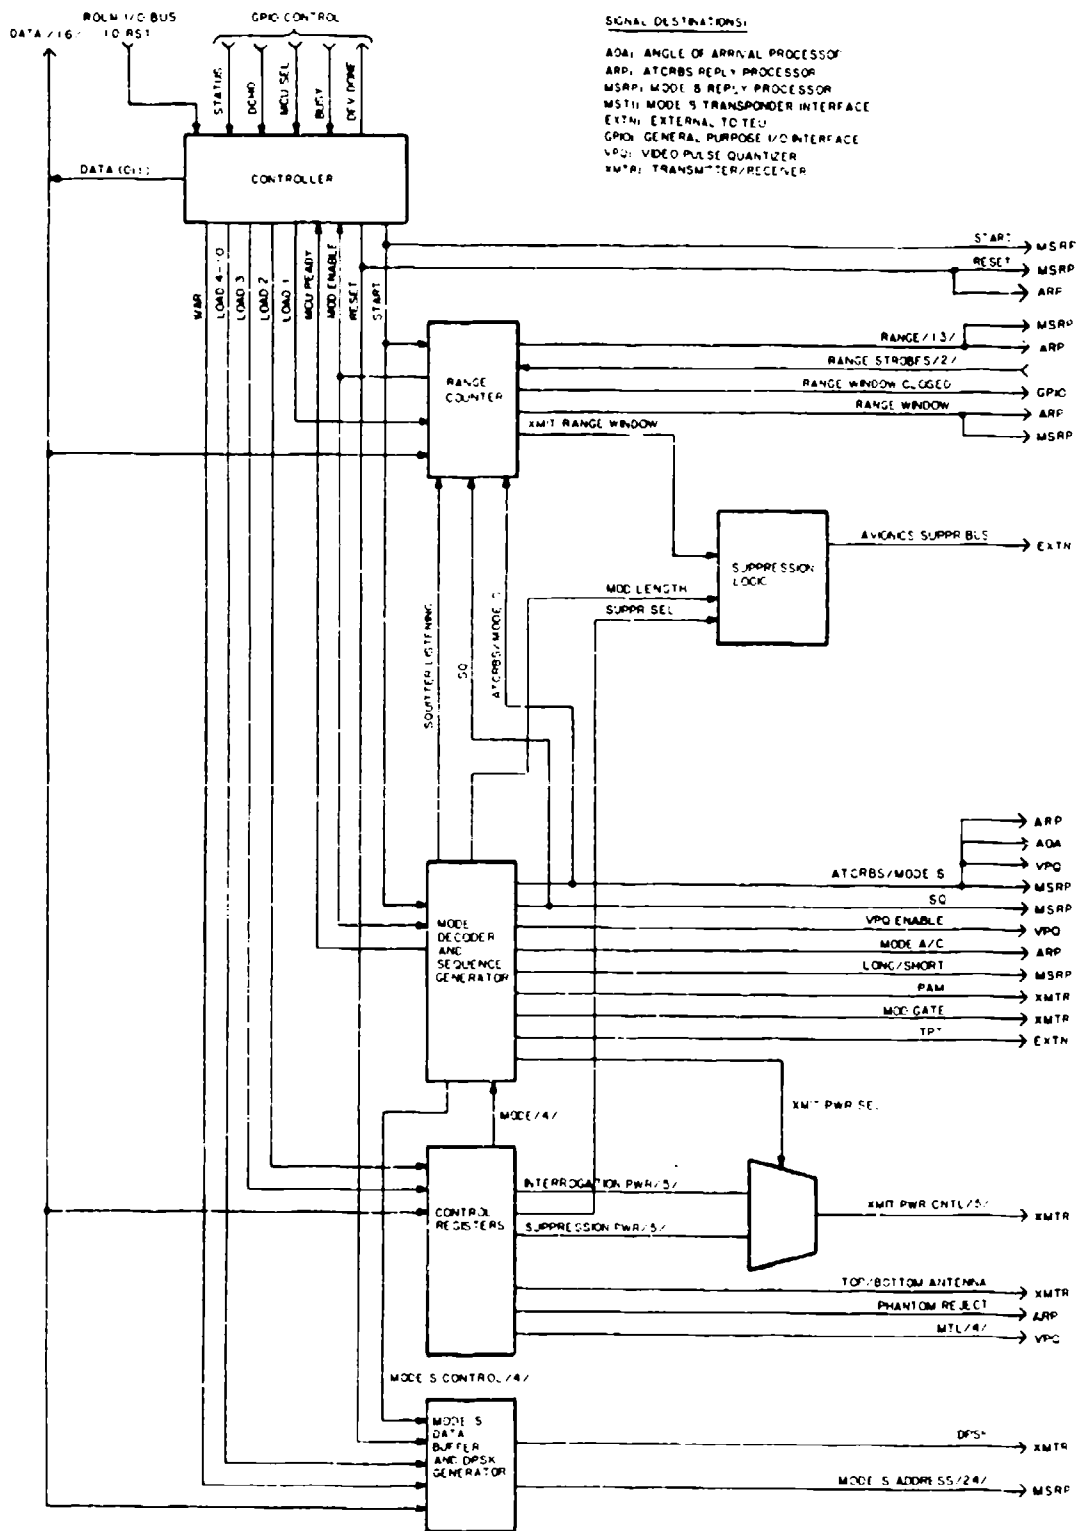 ROLM I/O BUS
DATA/16/
IO RST
GPIO CONTROL
STATUS
DCHO
MCU SEL
BUSY
DEV DONE
SIGNAL DESTINATIONS:
AOA: ANGLE OF ARRIVAL PROCESSOR
ARP: ATCRBS REPLY PROCESSOR
MSRP: MODE S REPLY PROCESSOR
MSTI: MODE S TRANSPONDER INTERFACE
EXTN: EXTERNAL TO TEU
GPIO: GENERAL PURPOSE I/O INTERFACE
VPQ: VIDEO PULSE QUANTIZER
XMTR: TRANSMITTER/RECEIVER
DATA
CONTROLLER
WAR
LOAD 4-10
LOAD 3
LOAD 2
LOAD 1
MCU READY
MOD ENABLE
RESET
START
START
MSRP
RESET
MSRP
ARP
RANGE COUNTER
MSRP
RANGE/13/
ARP
RANGE STROBES/2/
RANGE WINDOW CLOSED
GPIO
RANGE WINDOW
ARP
XMIT RANGE WINDOW
MSRP
SUPPRESSION LOGIC
AVIONICS SUPPR BUS
EXTN
MOD LENGTH
SUPPR SEL
SQUITTER LISTENING
SQ
ATCRBS/MODE S
MODE
DECODER
AND
SEQUENCE
GENERATOR
ARP
AOA
VPQ
ATCRBS/MODE S
MSRP
SQ
MSRP
VPQ ENABLE
VPQ
MODE A/C
ARP
LONG/SHORT
MSRP
PAM
XMTR
MOD GATE
XMTR
TPT
EXTN
XMIT PWR SEL
MODE/4/
CONTROL
REGISTERS
INTERROGATION PWR/5/
SUPPRESSION PWR/5/
XMIT PWR CNTL/5/
XMTR
TOP/BOTTOM ANTENNA
XMTR
PHANTOM REJECT
ARP
MTL/4/
VPQ
MODE S CONTROL/4/
MODE S
DATA
BUFFER
AND DPSK
GENERATOR
DPSK
XMTR
MODE S ADDRESS/24/
MSRP